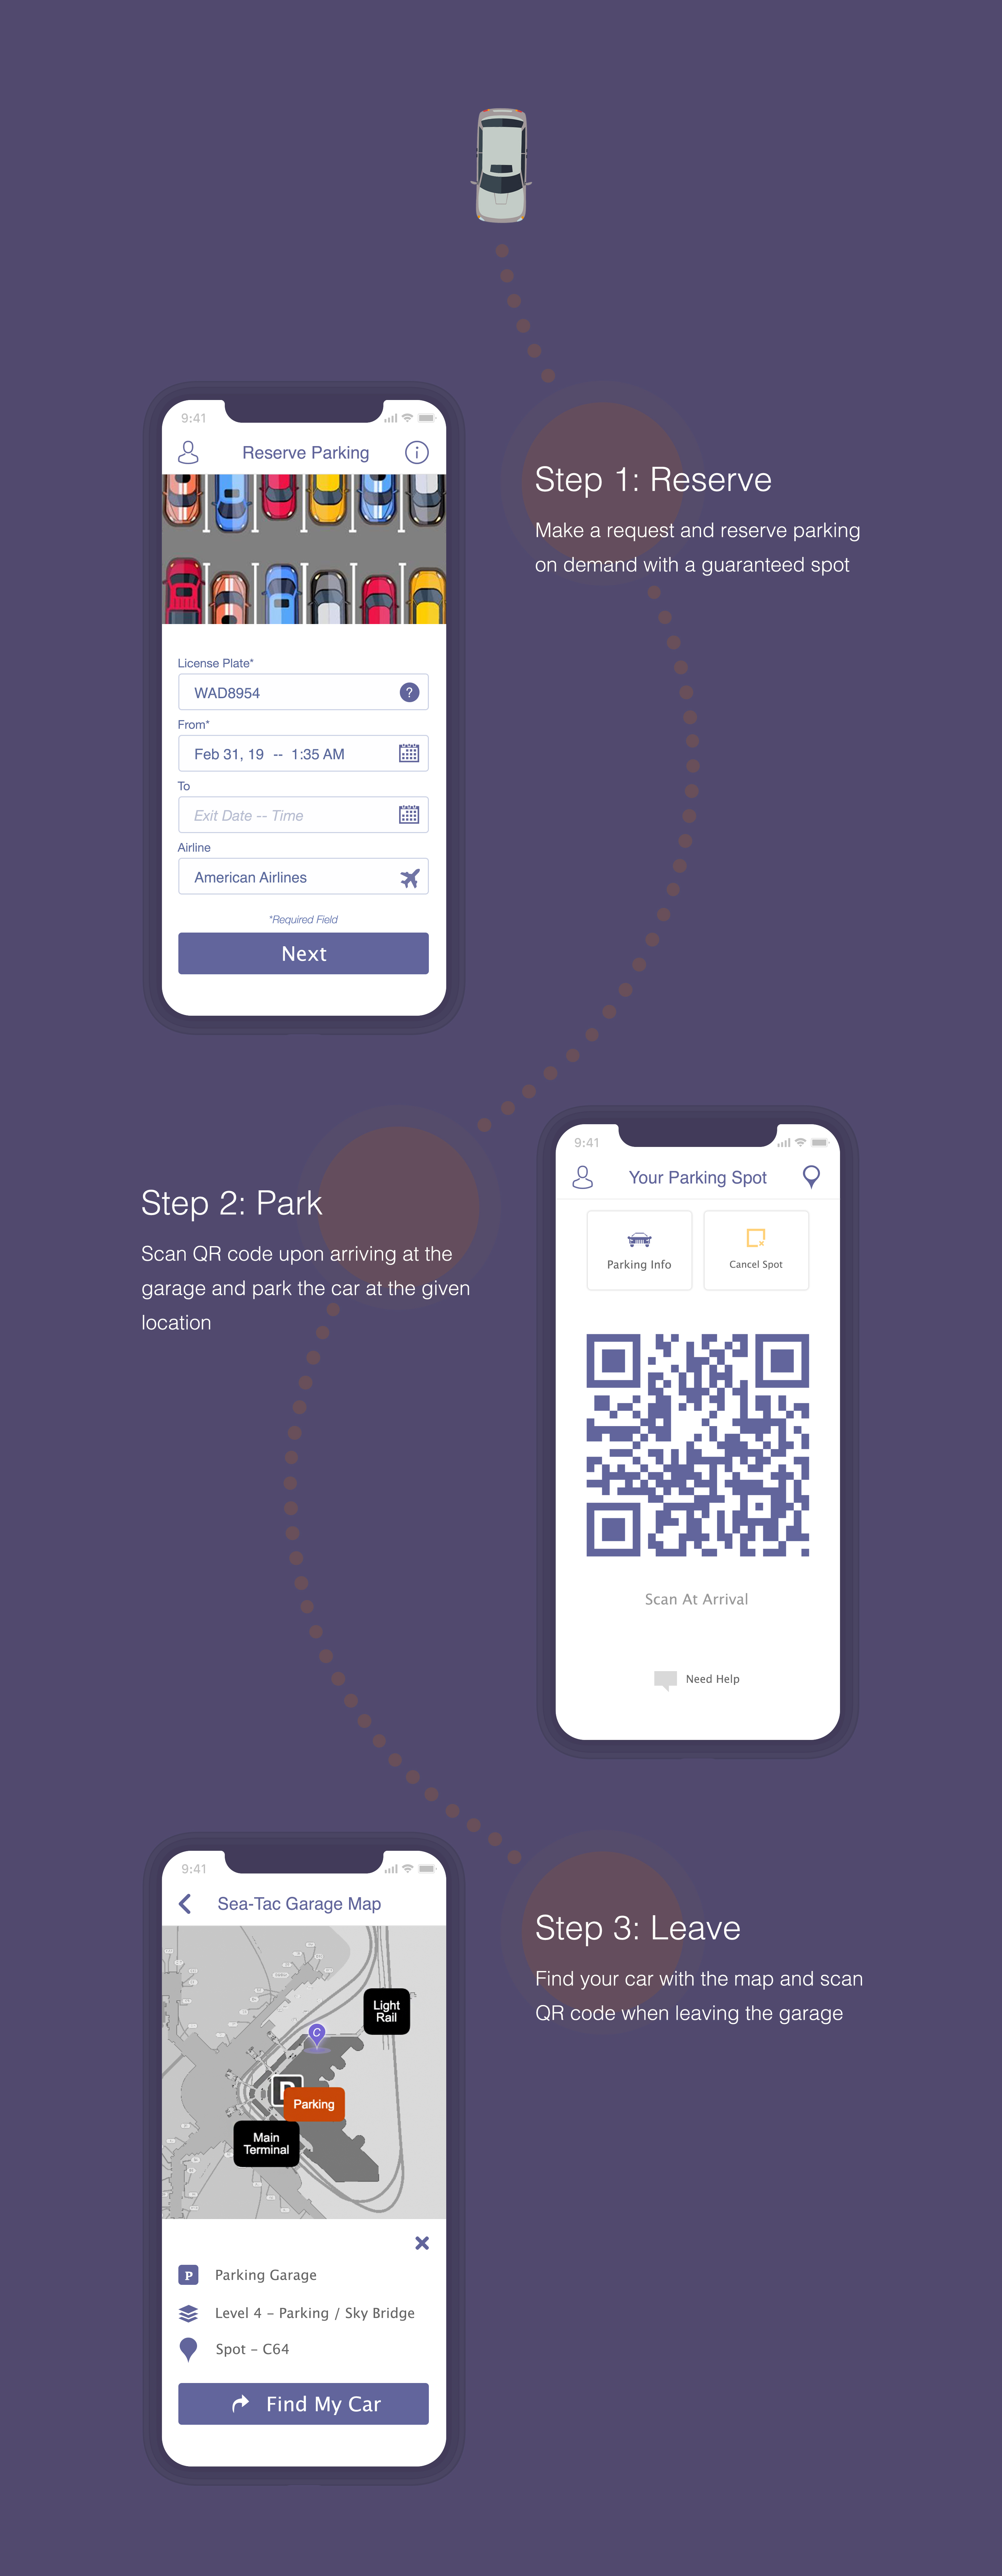 9:41
Reserve Parking
License Plate*
WAD8954
?
From*
Feb 31, 19 -- 1:35 AM
To
Exit Date -- Time
Airline
American Airlines
*Required Field
Next
Step 1: Reserve
Make a request and reserve parking
on demand with a guaranteed spot
Step 2: Park
Scan QR code upon arriving at the
garage and park the car at the given
location
9:41
Your Parking Spot
Parking Info
Cancel Spot
Scan At Arrival
Need Help
9:41
Sea-Tac Garage Map
Light
Rail
C
Parking
Main
Terminal
P Parking Garage
Level 4 – Parking / Sky Bridge
Spot – C64
Find My Car
Step 3: Leave
Find your car with the map and scan
QR code when leaving the garage